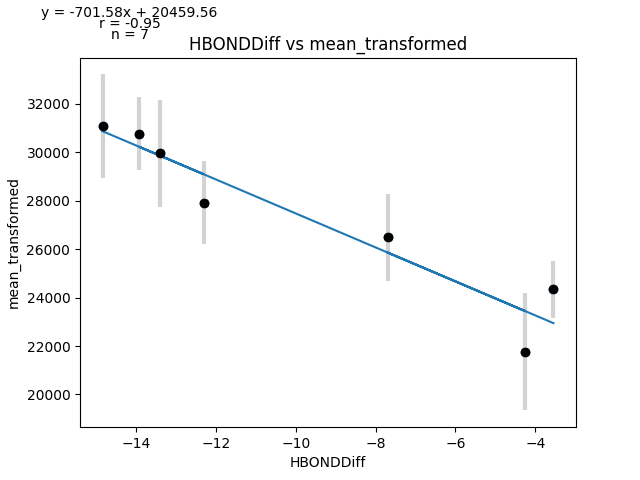 y = -701.58x + 20459.56
r = -0.95
n = 7
HBONDDiff vs mean_transformed
32000
30000
28000
26000
24000
22000
20000
mean_transformed
−14
−12
−10
−8
−6
−4
HBONDDiff